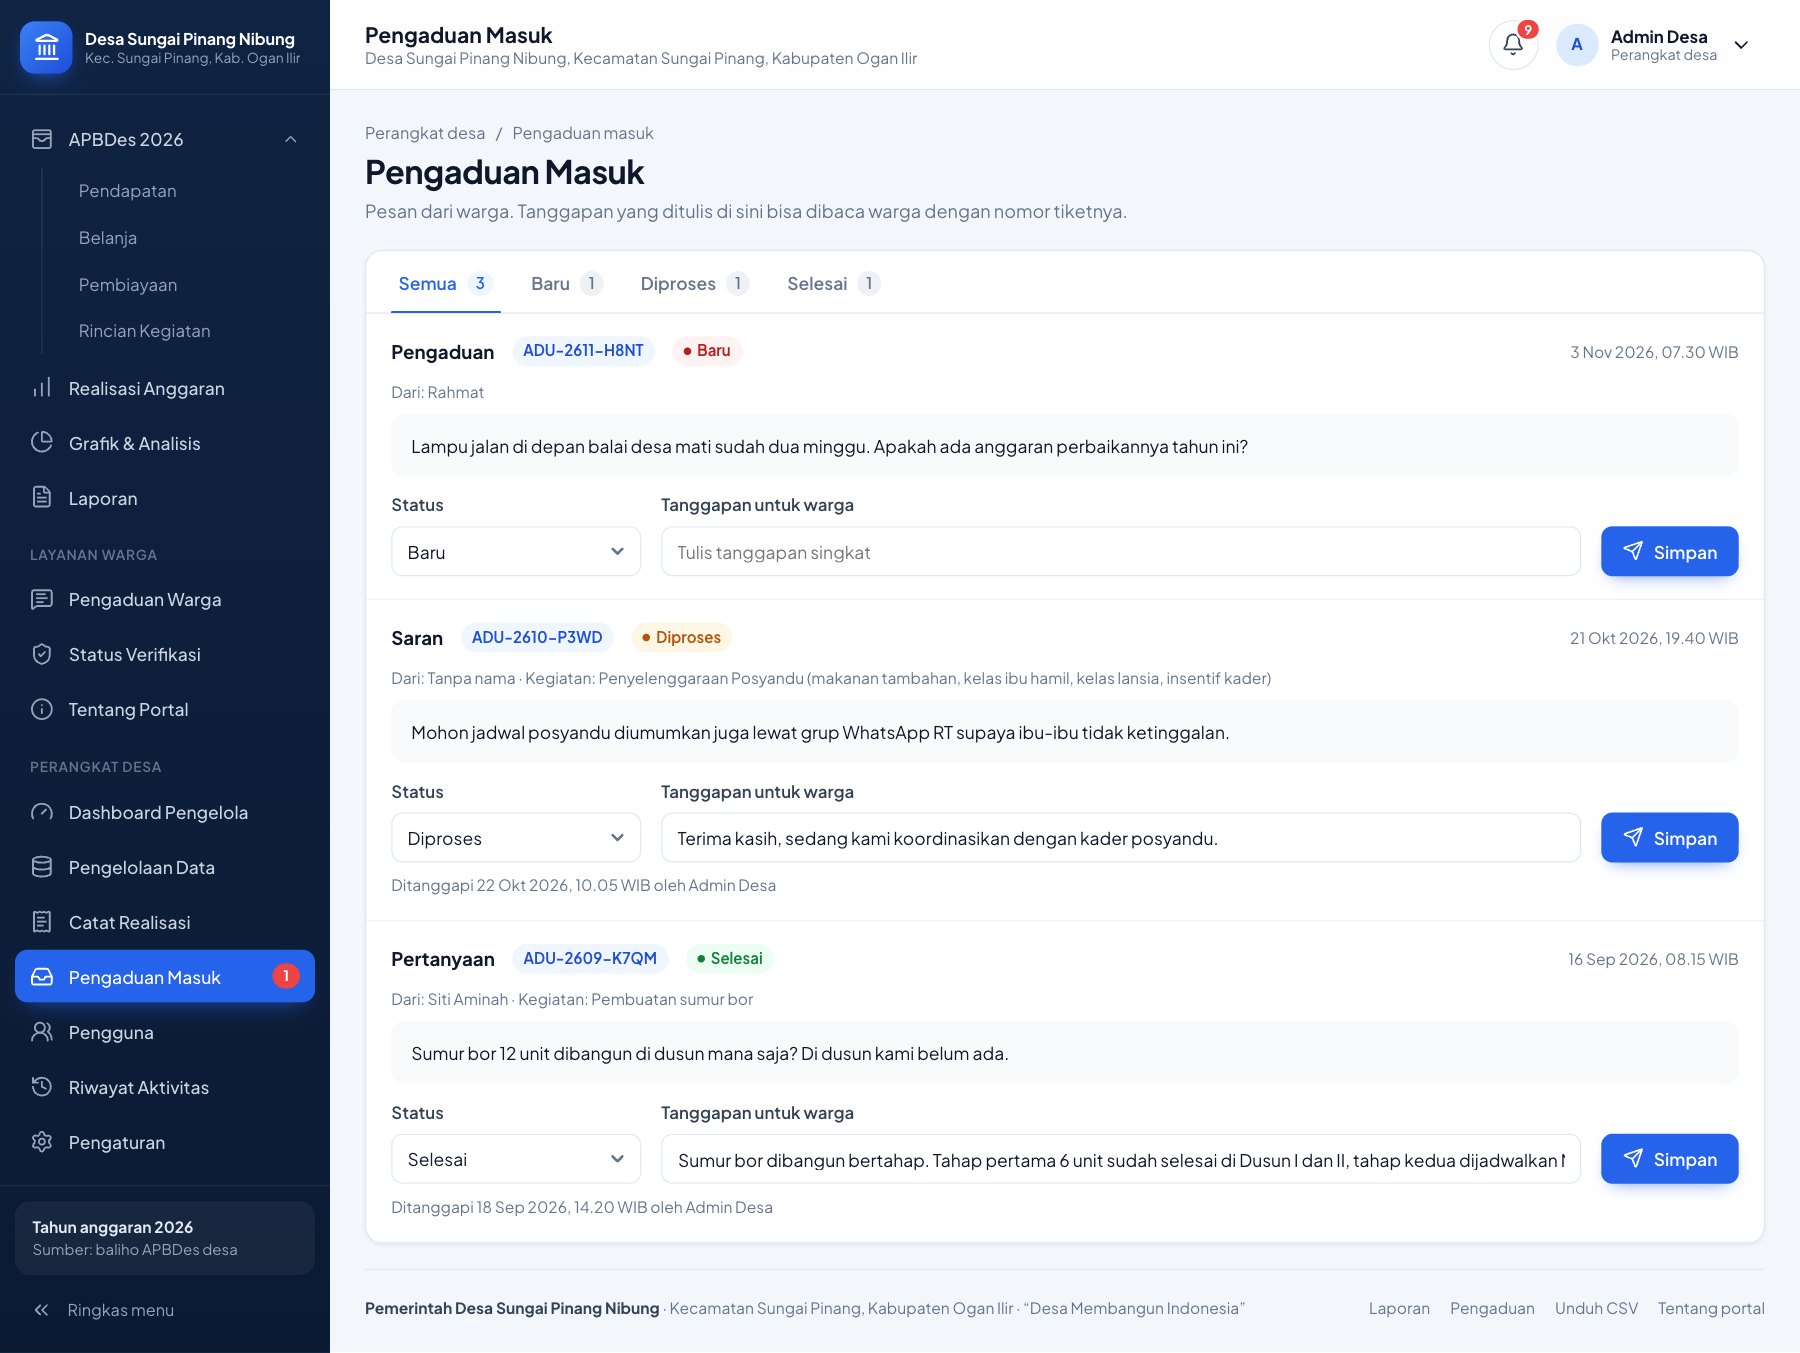 Desa Sungai Pinang Nibung
Kec. Sungai Pinang, Kab. Ogan Ilir
APBDes 2026
Pendapatan
Belanja
Pembiayaan
Rincian Kegiatan
Realisasi Anggaran
Grafik & Analisis
Laporan
LAYANAN WARGA
Pengaduan Warga
Status Verifikasi
Tentang Portal
PERANGKAT DESA
Dashboard Pengelola
Pengelolaan Data
Catat Realisasi
Pengaduan Masuk 1
Pengguna
Riwayat Aktivitas
Pengaturan
Tahun anggaran 2026
Sumber: baliho APBDes desa
Ringkas menu
Pengaduan Masuk
Desa Sungai Pinang Nibung, Kecamatan Sungai Pinang, Kabupaten Ogan Ilir
9
A
Admin Desa
Perangkat desa
Perangkat desa / Pengaduan masuk
Pengaduan Masuk
Pesan dari warga. Tanggapan yang ditulis di sini bisa dibaca warga dengan nomor tiketnya.
Semua 3 Baru 1 Diproses 1 Selesai 1
Pengaduan ADU-2611-H8NT Baru 3 Nov 2026, 07.30 WIB
Dari: Rahmat
Lampu jalan di depan balai desa mati sudah dua minggu. Apakah ada anggaran perbaikannya tahun ini?
Status Tanggapan untuk warga
Baru Tulis tanggapan singkat Simpan
Saran ADU-2610-P3WD Diproses 21 Okt 2026, 19.40 WIB
Dari: Tanpa nama · Kegiatan: Penyelenggaraan Posyandu (makanan tambahan, kelas ibu hamil, kelas lansia, insentif kader)
Mohon jadwal posyandu diumumkan juga lewat grup WhatsApp RT supaya ibu-ibu tidak ketinggalan.
Status Tanggapan untuk warga
Diproses Terima kasih, sedang kami koordinasikan dengan kader posyandu. Simpan
Ditanggapi 22 Okt 2026, 10.05 WIB oleh Admin Desa
Pertanyaan ADU-2609-K7QM Selesai 16 Sep 2026, 08.15 WIB
Dari: Siti Aminah · Kegiatan: Pembuatan sumur bor
Sumur bor 12 unit dibangun di dusun mana saja? Di dusun kami belum ada.
Status Tanggapan untuk warga
Selesai Sumur bor dibangun bertahap. Tahap pertama 6 unit sudah selesai di Dusun I dan II, tahap kedua dijadwalkan Simpan
Ditanggapi 18 Sep 2026, 14.20 WIB oleh Admin Desa
Pemerintah Desa Sungai Pinang Nibung · Kecamatan Sungai Pinang, Kabupaten Ogan Ilir · “Desa Membangun Indonesia” Laporan Pengaduan Unduh CSV Tentang portal